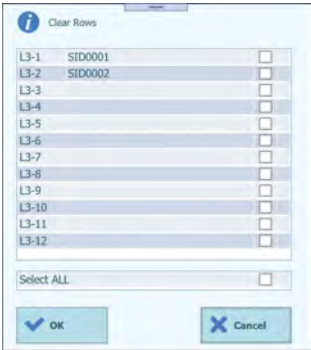 Clear Rows
L3-1 SID0001
L3-2 SID0002
L3-3
L3-4
L3-5
L3-6
L3-7
L3-8
L3-9
L3-10
L3-11
L3-12
Select ALL
OK Cancel